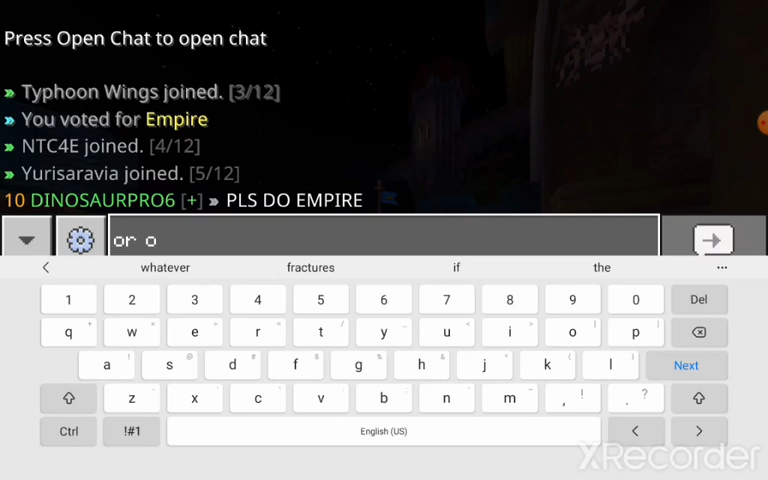 Press Open Chat to open chat
» Typhoon Wings joined. [3/12]
» You voted for Empire
» NTC4E joined. [4/12]
» Yurisaravia joined. [5/12]
10 DINOSAURPRO6 [+] » PLS DO EMPIRE
or o
whatever fractures if the ...
1 2 3 4 5 6 7 8 9 0 Del
q w e r t y u i o p
a s d f g h j k l Next
z x c v b n m , ! . ?
Ctrl !#1 English (US) < >
XRecorder